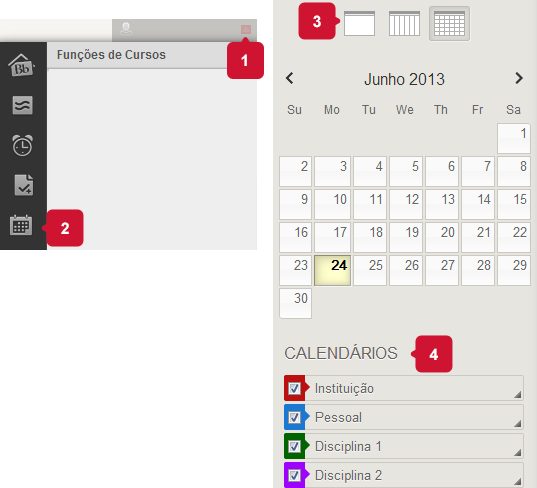 1
Funções de Cursos
Bb
2
3
Junho 2013
Su Mo Tu We Th Fr Sa
1
2 3 4 5 6 7 8
9 10 11 12 13 14 15
16 17 18 19 20 21 22
23 24 25 26 27 28 29
30
CALENDÁRIOS 4
Instituição
Pessoal
Disciplina 1
Disciplina 2